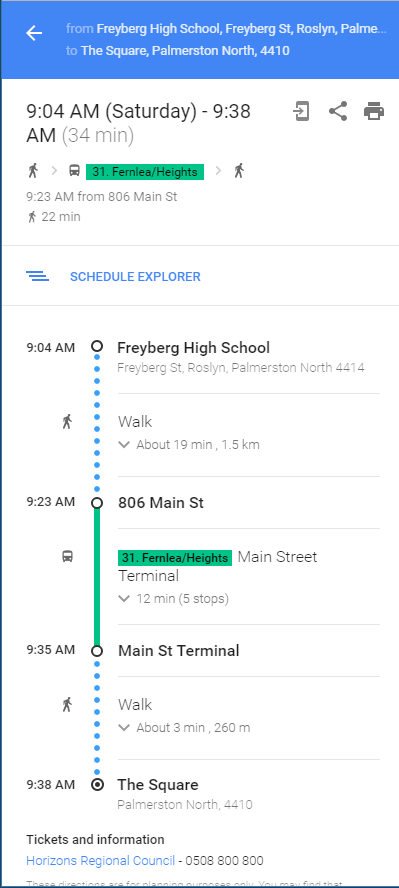 from Freyberg High School, Freyberg St, Roslyn, Palme...
to The Square, Palmerston North, 4410
9:04 AM (Saturday) - 9:38
AM (34 min)
31. Fernlea/Heights
9:23 AM from 806 Main St
22 min
SCHEDULE EXPLORER
9:04 AM Freyberg High School
Freyberg St, Roslyn, Palmerston North 4414
Walk
About 19 min , 1.5 km
9:23 AM 806 Main St
31. Fernlea/Heights Main Street
Terminal
12 min (5 stops)
9:35 AM Main St Terminal
Walk
About 3 min , 260 m
9:38 AM The Square
Palmerston North, 4410
Tickets and information
Horizons Regional Council - 0508 800 800
These directions are for planning purposes only. You may find that